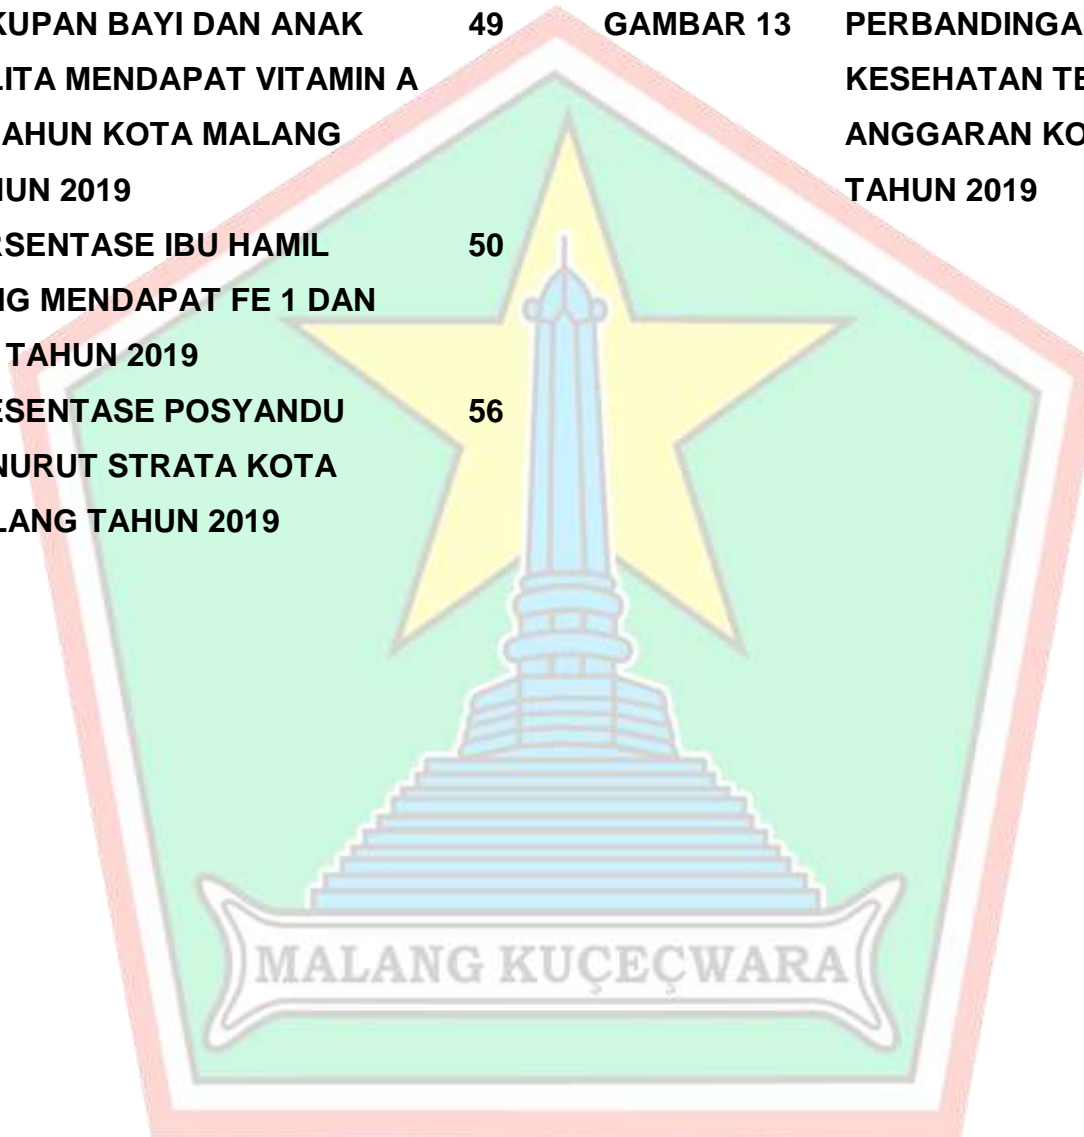 KUPAN BAYI DAN ANAK 49
LITA MENDAPAT VITAMIN A
AHUN KOTA MALANG
HUN 2019
RSENTASE IBU HAMIL 50
NG MENDAPAT FE 1 DAN
TAHUN 2019
ESENTASE POSYANDU 56
NURUT STRATA KOTA
LANG TAHUN 2019
GAMBAR 13 PERBANDINGA
KESEHATAN TE
ANGGARAN KO
TAHUN 2019
MALANG KUÇEÇWARA